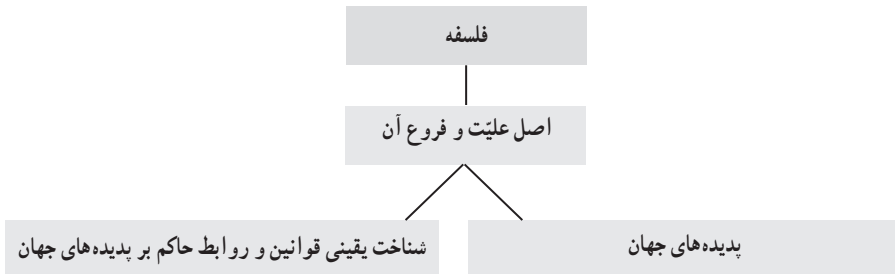 فلسفه
اصل علیّت و فروع آن
پدیده‌های جهان
شناخت یقینی قوانین و روابط حاکم بر پدیده‌های جهان